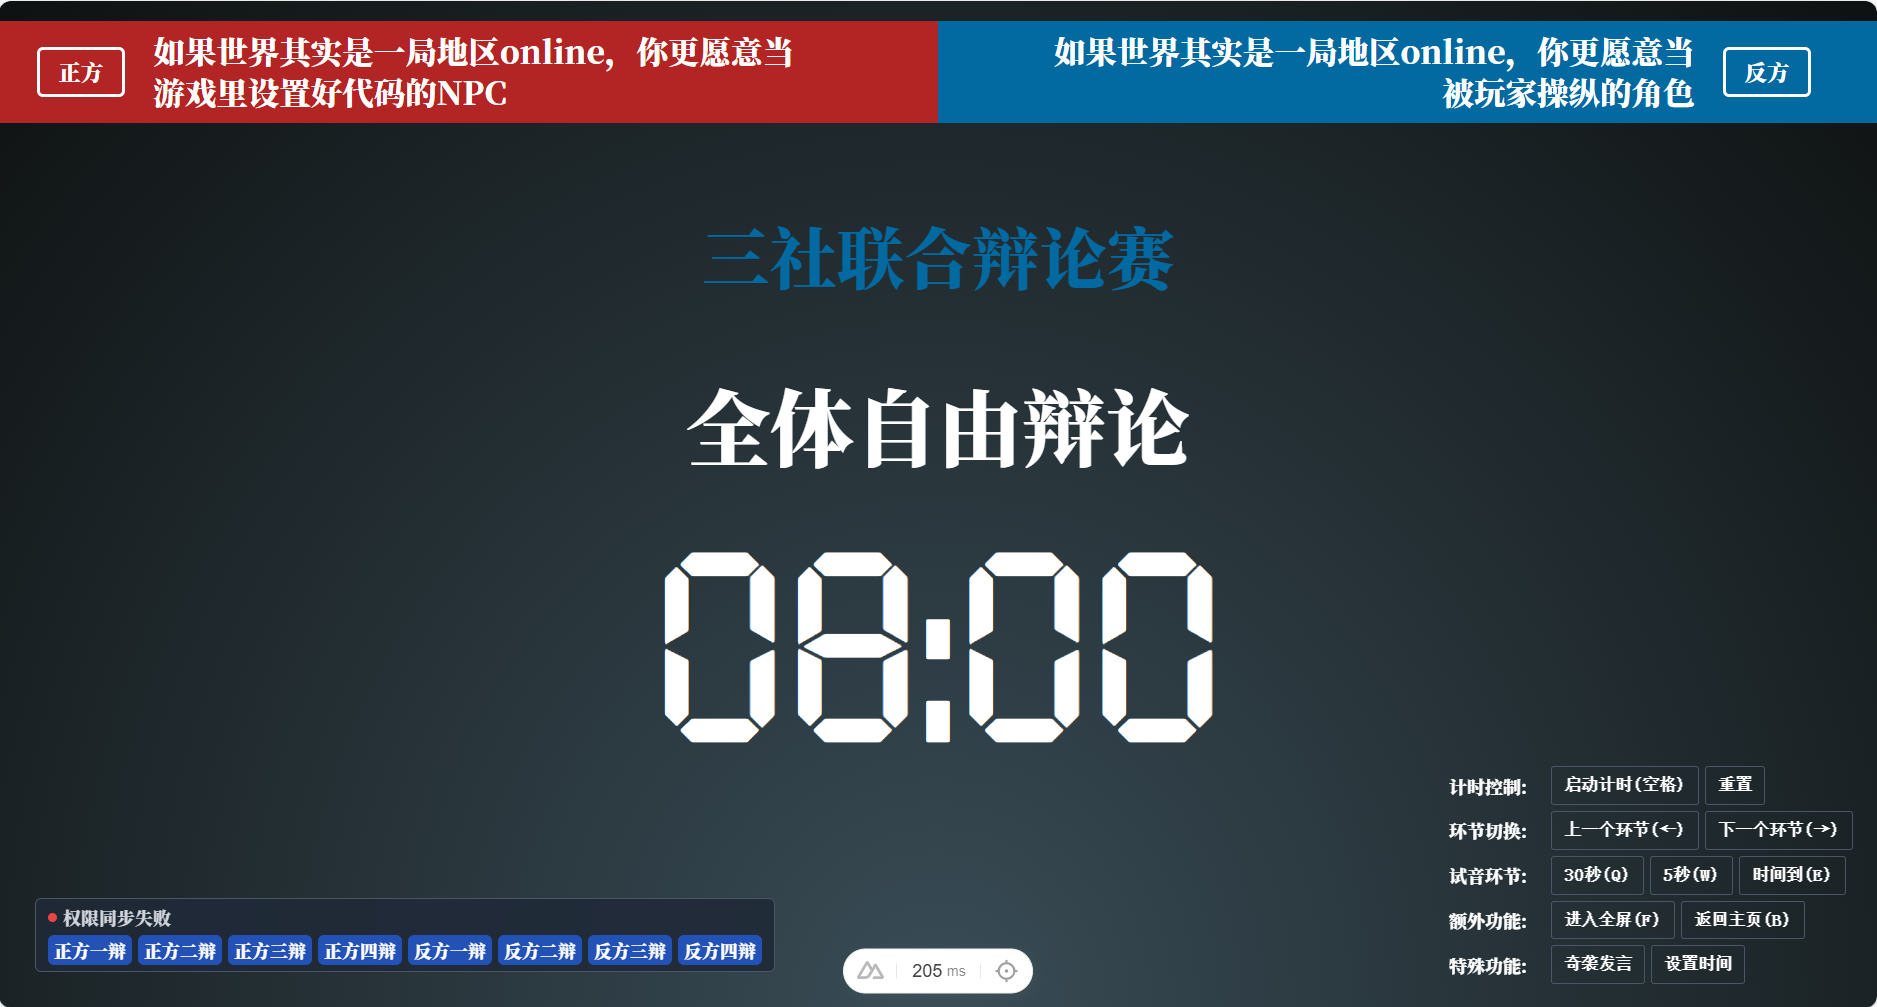 正方
如果世界其实是一局地区online，你更愿意当
游戏里设置好代码的NPC
如果世界其实是一局地区online，你更愿意当
被玩家操纵的角色
反方
三社联合辩论赛
全体自由辩论
08:00
计时控制: 启动计时(空格) 重置
环节切换: 上一个环节(←) 下一个环节(→)
试音环节: 30秒(Q) 5秒(W) 时间到(E)
额外功能: 进入全屏(F) 返回主页(B)
特殊功能: 奇袭发言 设置时间
权限同步失败
正方一辩 正方二辩 正方三辩 正方四辩 反方一辩 反方二辩 反方三辩 反方四辩
205 ms